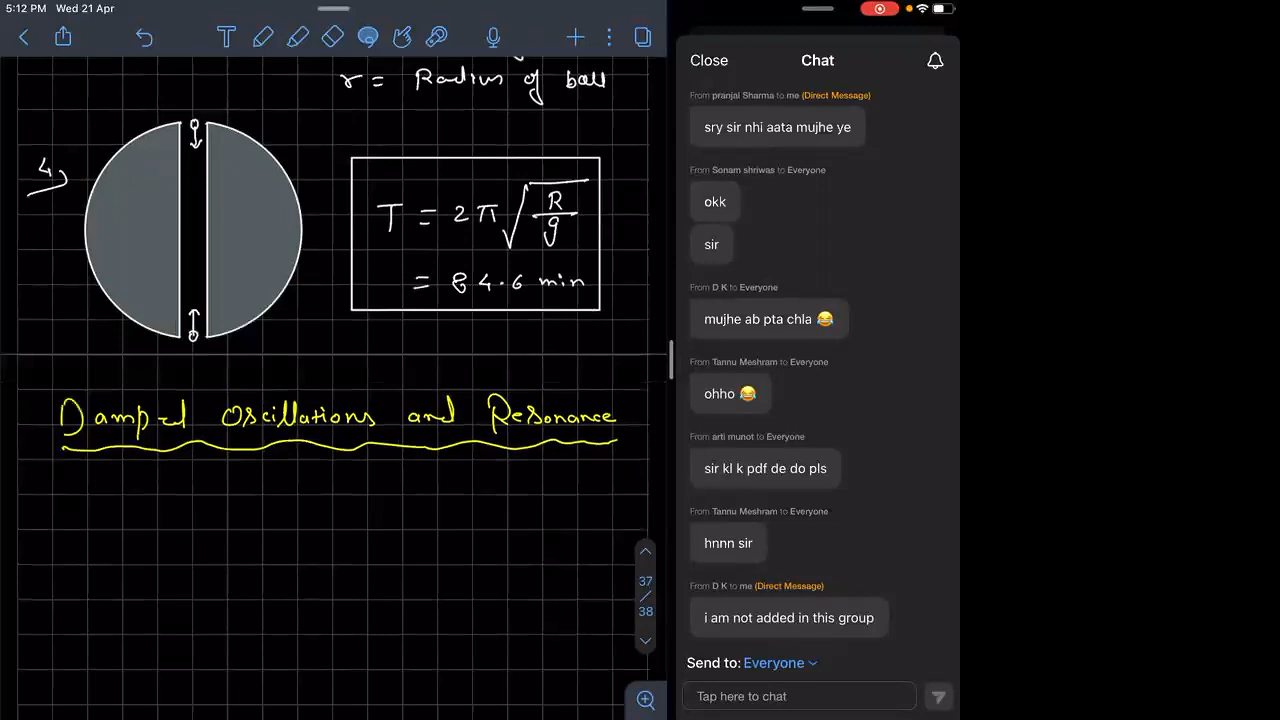 5:12 PM Wed 21 Apr
r = Radius of ball
4)
T = 2π√R/g
= 84.6 min
Damped Oscillations and Resonance
37
38
Close
Chat
From pranjal Sharma to me (Direct Message)
sry sir nhi aata mujhe ye
From Sonam shriwas to Everyone
okk
sir
From D K to Everyone
mujhe ab pta chla 😂
From Tannu Meshram to Everyone
ohho 😂
From arti munot to Everyone
sir kl k pdf de do pls
From Tannu Meshram to Everyone
hnnn sir
From D K to me (Direct Message)
i am not added in this group
Send to: Everyone
Tap here to chat